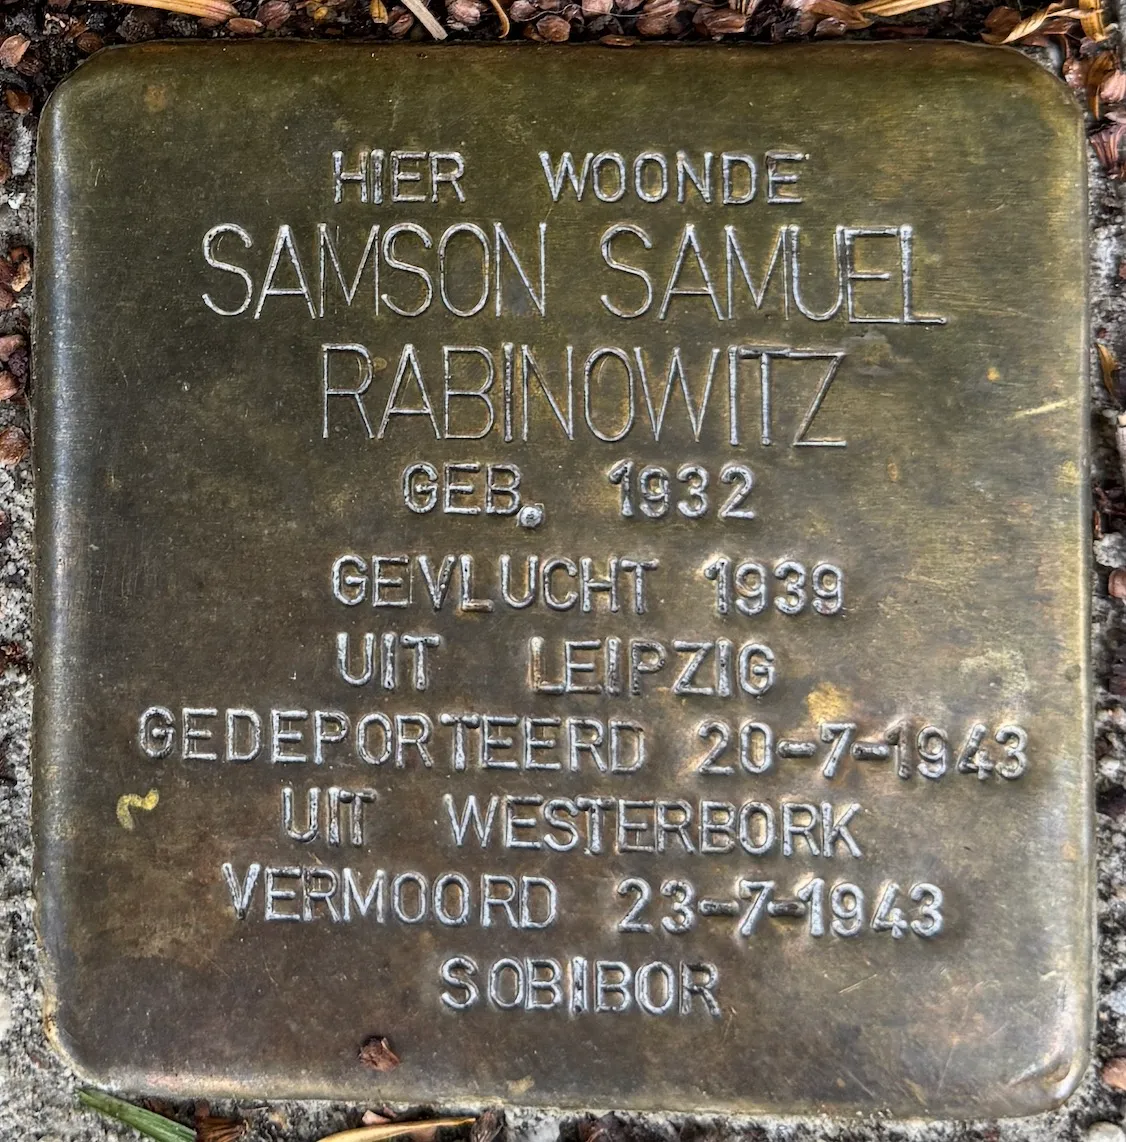 HIER WOONDE
SAMSON SAMUEL
RABINOWITZ
GEB. 1932
GEVLUCHT 1939
UIT LEIPZIG
GEDEPORTEERD 20-7-1943
UIT WESTERBORK
VERMOORD 23-7-1943
SOBIBOR